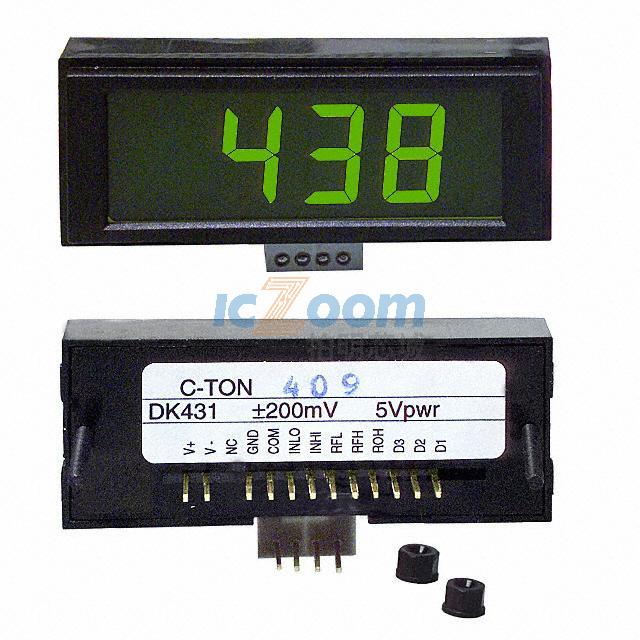 438
ICZoom
C-TON 409
DK431 ±200mV 5Vpwr
V+ V- NC GND COM INLO INHI RFL RFH ROH D3 D2 D1